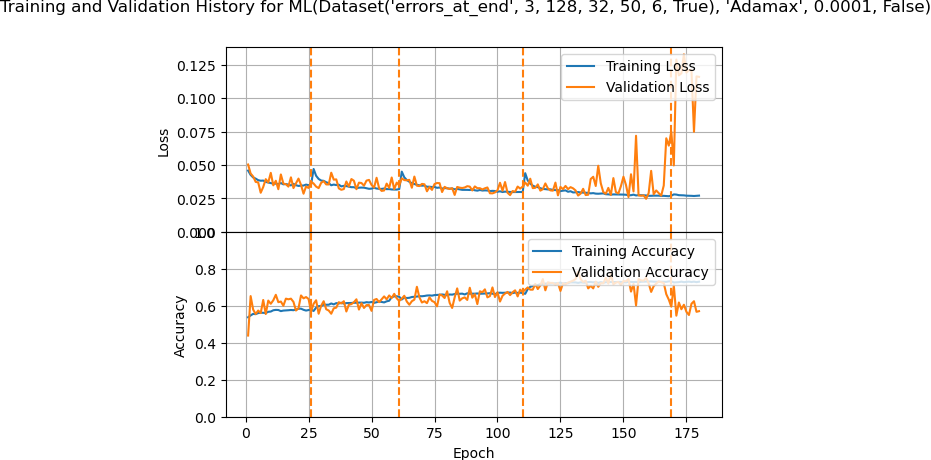 Training and Validation History for ML(Dataset('errors_at_end', 3, 128, 32, 50, 6, True), 'Adamax', 0.0001, False)
0.125
0.100
0.075
0.050
0.025
0.000
Loss
Training Loss
Validation Loss
1.0
0.8
0.6
0.4
0.2
0.0
Accuracy
Training Accuracy
Validation Accuracy
0 25 50 75 100 125 150 175
Epoch